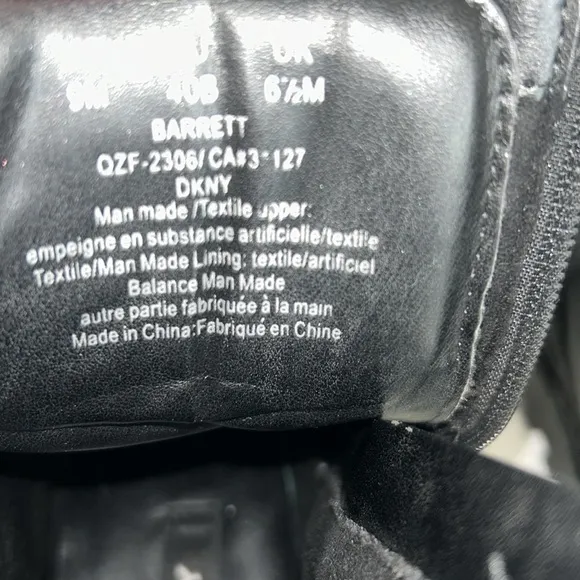 9M 40B 6½M
BARRETT
QZF-2306/CA#3*127
DKNY
Man made /Textile upper:
empeigne en substance artificielle/textile
Textile/Man Made Lining: textile/artificiel
Balance Man Made
autre partie fabriquée à la main
Made in China:Fabriqué en Chine